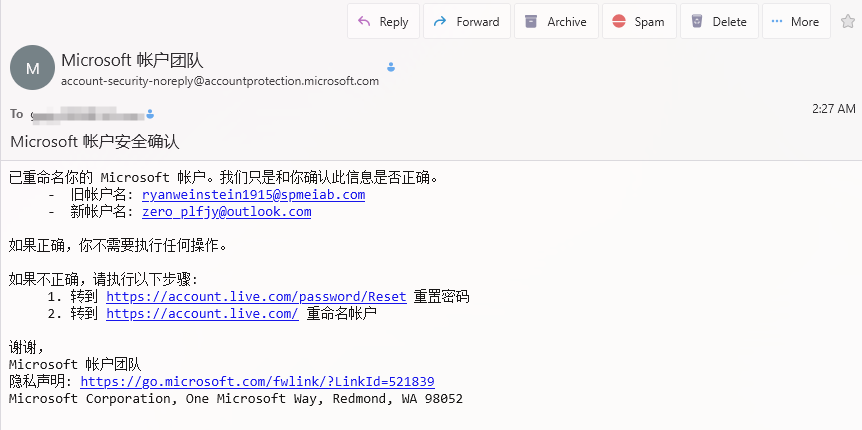 Reply
Forward
Archive
Spam
Delete
More
M
Microsoft 帐户团队
account-security-noreply@accountprotection.microsoft.com
To
2:27 AM
Microsoft 帐户安全确认
已重命名你的 Microsoft 帐户。我们只是和你确认此信息是否正确。
- 旧帐户名: ryanweinstein1915@spmeiab.com
- 新帐户名: zero_plfjy@outlook.com
如果正确，你不需要执行任何操作。
如果不正确，请执行以下步骤:
1. 转到 https://account.live.com/password/Reset 重置密码
2. 转到 https://account.live.com/ 重命名帐户
谢谢，
Microsoft 帐户团队
隐私声明: https://go.microsoft.com/fwlink/?LinkId=521839
Microsoft Corporation, One Microsoft Way, Redmond, WA 98052